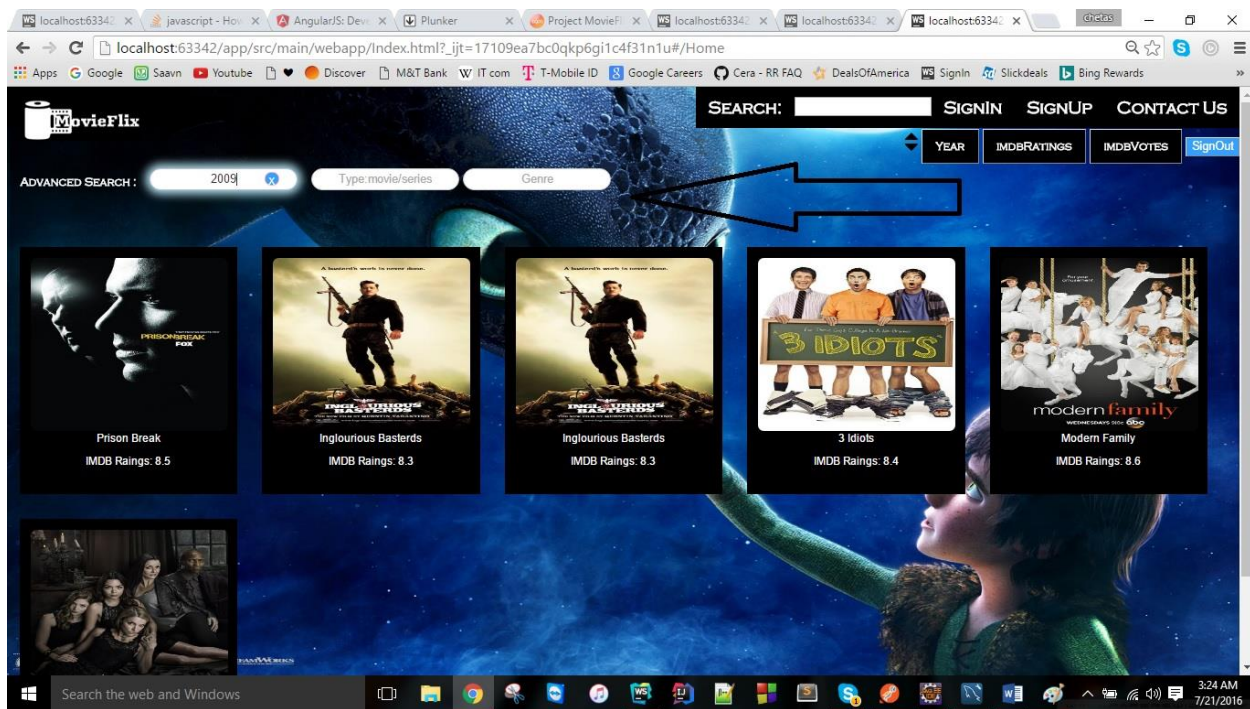 localhost:63342
javascript - How
AngularJS: Deve
Plunker
Project MovieFl
localhost:63342
localhost:63342
localhost:63342
chetas
localhost:63342/app/src/main/webapp/Index.html?_ijt=17109ea7bc0qkp6gi1c4f31n1u#/Home
Apps Google Saavn Youtube Discover M&T Bank IT com T-Mobile ID Google Careers Cera - RR FAQ DealsOfAmerica SignIn Slickdeals Bing Rewards »
MovieFlix
SEARCH: SIGNIN SIGNUP CONTACT US
YEAR IMDBRATINGS IMDBVOTES SignOut
ADVANCED SEARCH : 2009 Type:movie/series Genre
PRISON BREAK
FOX
Prison Break
IMDB Raings: 8.5
A basterd's work is never done.
INGLOURIOUS
BASTERDS
Inglourious Basterds
IMDB Raings: 8.3
A basterd's work is never done.
INGLOURIOUS
BASTERDS
Inglourious Basterds
IMDB Raings: 8.3
3 IDIOTS
3 Idiots
IMDB Raings: 8.4
modern family
WEDNESDAYS 9/8c abc
Modern Family
IMDB Raings: 8.6
Search the web and Windows
3:24 AM
7/21/2016